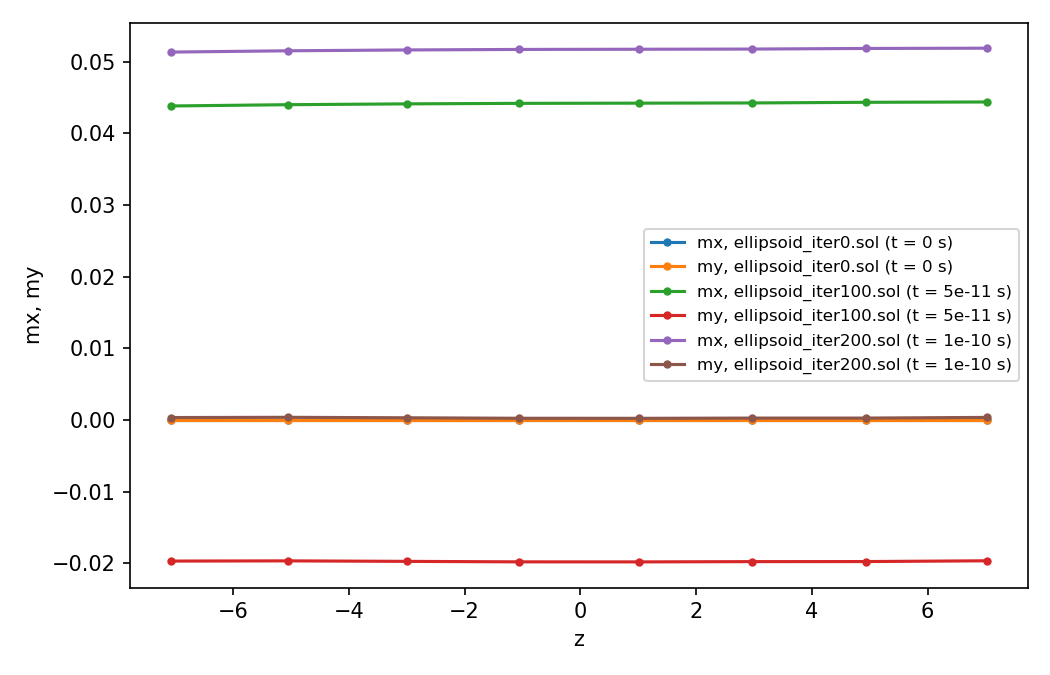 0.05
0.04
0.03
0.02
0.01
0.00
−0.01
−0.02
mx, my
mx, ellipsoid_iter0.sol (t = 0 s)
my, ellipsoid_iter0.sol (t = 0 s)
mx, ellipsoid_iter100.sol (t = 5e-11 s)
my, ellipsoid_iter100.sol (t = 5e-11 s)
mx, ellipsoid_iter200.sol (t = 1e-10 s)
my, ellipsoid_iter200.sol (t = 1e-10 s)
−6 −4 −2 0 2 4 6
z